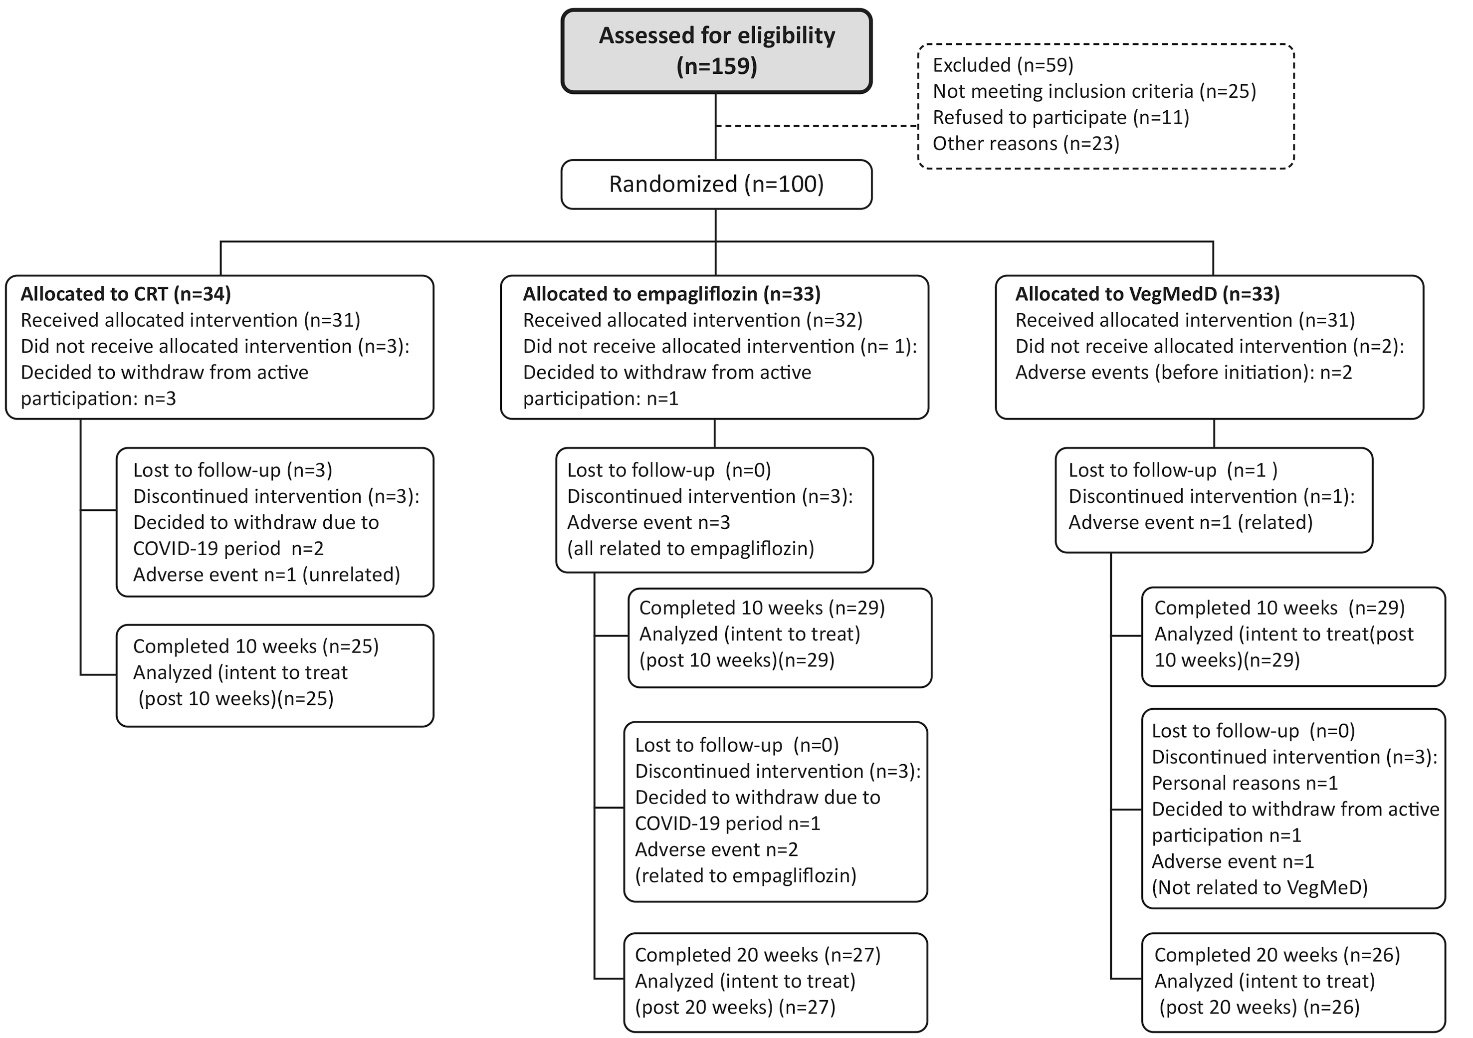 Assessed for eligibility
(n=159)
Excluded (n=59)
Not meeting inclusion criteria (n=25)
Refused to participate (n=11)
Other reasons (n=23)
Randomized (n=100)
Allocated to CRT (n=34)
Received allocated intervention (n=31)
Did not receive allocated intervention (n=3):
Decided to withdraw from active
participation: n=3
Lost to follow-up (n=3)
Discontinued intervention (n=3):
Decided to withdraw due to
COVID-19 period n=2
Adverse event n=1 (unrelated)
Completed 10 weeks (n=25)
Analyzed (intent to treat
(post 10 weeks)(n=25)
Allocated to empagliflozin (n=33)
Received allocated intervention (n=32)
Did not receive allocated intervention (n= 1):
Decided to withdraw from active
participation: n=1
Lost to follow-up (n=0)
Discontinued intervention (n=3):
Adverse event n=3
(all related to empagliflozin)
Completed 10 weeks (n=29)
Analyzed (intent to treat)
(post 10 weeks)(n=29)
Lost to follow-up (n=0)
Discontinued intervention (n=3):
Decided to withdraw due to
COVID-19 period n=1
Adverse event n=2
(related to empagliflozin)
Completed 20 weeks (n=27)
Analyzed (intent to treat)
(post 20 weeks) (n=27)
Allocated to VegMedD (n=33)
Received allocated intervention (n=31)
Did not receive allocated intervention (n=2):
Adverse events (before initiation): n=2
Lost to follow-up (n=1 )
Discontinued intervention (n=1):
Adverse event n=1 (related)
Completed 10 weeks (n=29)
Analyzed (intent to treat(post
10 weeks)(n=29)
Lost to follow-up (n=0)
Discontinued intervention (n=3):
Personal reasons n=1
Decided to withdraw from active
participation n=1
Adverse event n=1
(Not related to VegMeD)
Completed 20 weeks (n=26)
Analyzed (intent to treat)
(post 20 weeks) (n=26)